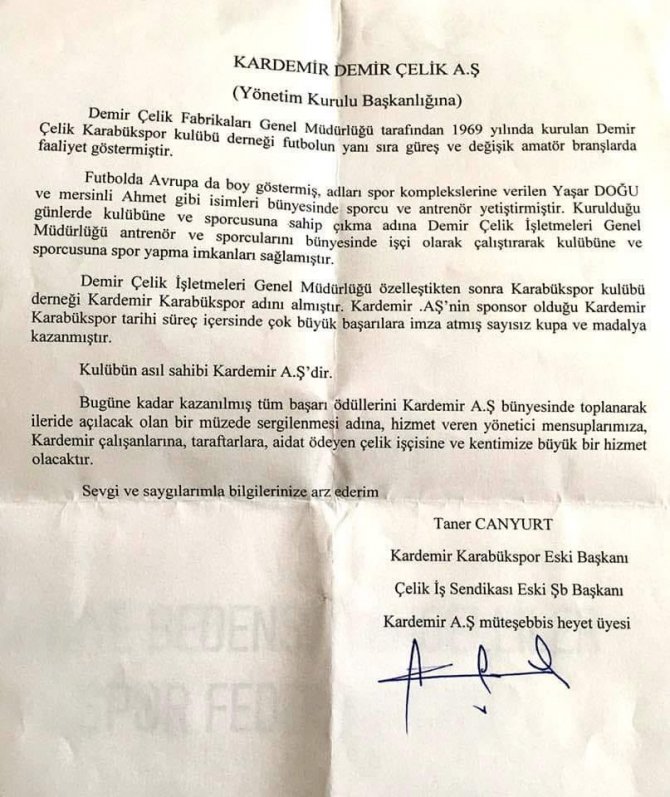 KARDEMİR DEMİR ÇELİK A.Ş
(Yönetim Kurulu Başkanlığına)
Demir Çelik Fabrikaları Genel Müdürlüğü tarafından 1969 yılında kurulan Demir
Çelik Karabükspor kulübü derneği futbolun yanı sıra güreş ve değişik amatör branşlarda
faaliyet göstermiştir.
Futbolda Avrupa da boy göstermiş, adları spor komplekslerine verilen Yaşar DOĞU
ve mersinli Ahmet gibi isimleri bünyesinde sporcu ve antrenör yetiştirmiştir. Kurulduğu
günlerde kulübüne ve sporcusuna sahip çıkma adına Demir Çelik İşletmeleri Genel
Müdürlüğü antrenör ve sporcularını bünyesinde işçi olarak çalıştırarak kulübüne ve
sporcusuna spor yapma imkanları sağlamıştır.
Demir Çelik İşletmeleri Genel Müdürlüğü özelleştikten sonra Karabükspor kulübü
derneği Kardemir Karabükspor adını almıştır. Kardemir .AŞ’nin sponsor olduğu Kardemir
Karabükspor tarihi süreç içersinde çok büyük başarılara imza atmış sayısız kupa ve madalya
kazanmıştır.
Kulübün asıl sahibi Kardemir A.Ş’dir.
Bugüne kadar kazanılmış tüm başarı ödüllerini Kardemir A.Ş bünyesinde toplanarak
ileride açılacak olan bir müzede sergilenmesi adına, hizmet veren yönetici mensuplarımıza,
Kardemir çalışanlarına, taraftarlara, aidat ödeyen çelik işçisine ve kentimize büyük bir hizmet
olacaktır.
Sevgi ve saygılarımla bilgilerinize arz ederim
Taner CANYURT
Kardemir Karabükspor Eski Başkanı
Çelik İş Sendikası Eski Şb Başkanı
Kardemir A.Ş müteşebbis heyet üyesi